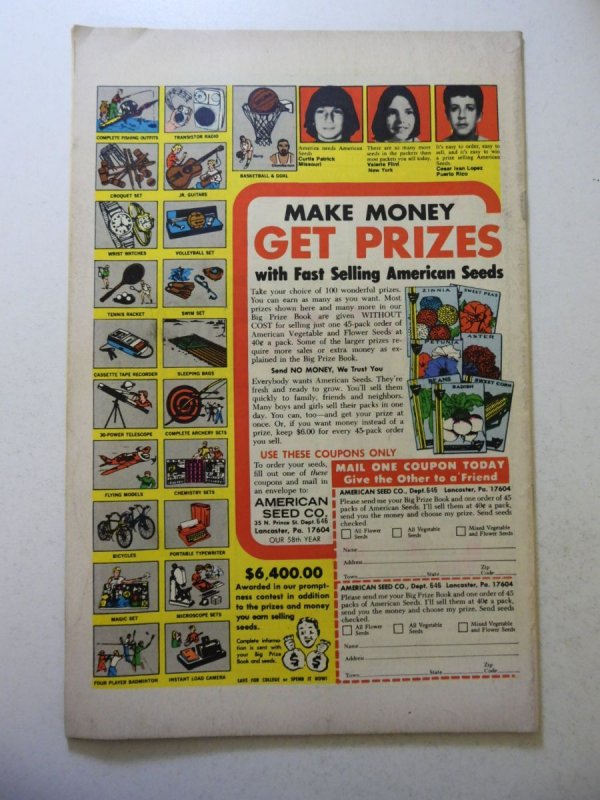 COMPLETE FISHING OUTFITS
TRANSISTOR RADIO
CROQUET SET
JR. GUITARS
WRIST WATCHES
VOLLEYBALL SET
TENNIS RACKET
SWIM SET
CASSETTE TAPE RECORDER
SLEEPING BAGS
30-POWER TELESCOPE
COMPLETE ARCHERY SETS
FLYING MODELS
CHEMISTRY SETS
BICYCLES
PORTABLE TYPEWRITER
MAGIC SET
MICROSCOPE SETS
FOUR PLAYER BADMINTON
INSTANT LOAD CAMERA
BASKETBALL & GOAL
America needs American
Seeds
Curtis Patrick
Missouri
There are so many more
seeds in the packets than
most packets you sell today.
Valerie Flint
New York
It's easy to order, easy to
sell, and it's easy to win
a prize selling American
Seeds.
Cesar Ivan Lopez
Puerto Rico
MAKE MONEY
GET PRIZES
with Fast Selling American Seeds
Take your choice of 100 wonderful prizes.
You can earn as many as you want. Most
prizes shown here and many more in our
Big Prize Book are given WITHOUT
COST for selling just one 45-pack order of
American Vegetable and Flower Seeds at
40¢ a pack. Some of the larger prizes re-
quire more sales or extra money as ex-
plained in the Big Prize Book.
Send NO MONEY, We Trust You
Everybody wants American Seeds. They're
fresh and ready to grow. You'll sell them
quickly to family, friends and neighbors.
Many boys and girls sell their packs in one
day. You can, too—and get your prize at
once. Or, if you want money instead of a
prize, keep $6.00 for every 45-pack order
you sell.
ZINNIA
SWEET PEAS
PETUNIA
ASTER
BEANS
RADISH
SWEET CORN
USE THESE COUPONS ONLY
To order your seeds,
fill out one of these
coupons and mail in
an envelope to:
AMERICAN
SEED CO.
35 N. Prince St. Dept. 646
Lancaster, Pa. 17604
OUR 58th YEAR
MAIL ONE COUPON TODAY
Give the Other to a Friend
AMERICAN SEED CO., Dept. 646 Lancaster, Pa. 17604
Please send me your Big Prize Book and one order of 45
packs of American Seeds. I'll sell them at 40¢ a pack,
send you the money and choose my prize. Send seeds
checked.
All Flower
Seeds
All Vegetable
Seeds
Mixed Vegetable
and Flower Seeds
Name
Address
Town State Zip
Code
AMERICAN SEED CO., Dept. 646 Lancaster, Pa. 17604
Please send me your Big Prize Book and one order of 45
packs of American Seeds. I'll sell them at 40¢ a pack,
send you the money and choose my prize. Send seeds
checked.
All Flower
Seeds
All Vegetable
Seeds
Mixed Vegetable
and Flower Seeds
Name
Address
Town State Zip
Code
$6,400.00
Awarded in our prompt-
ness contest in addition
to the prizes and money
you earn selling
seeds.
Complete informa-
tion is sent with
your Big Prize
Book and seeds.
$ $
SAVE FOR COLLEGE or SPEND IT NOW!